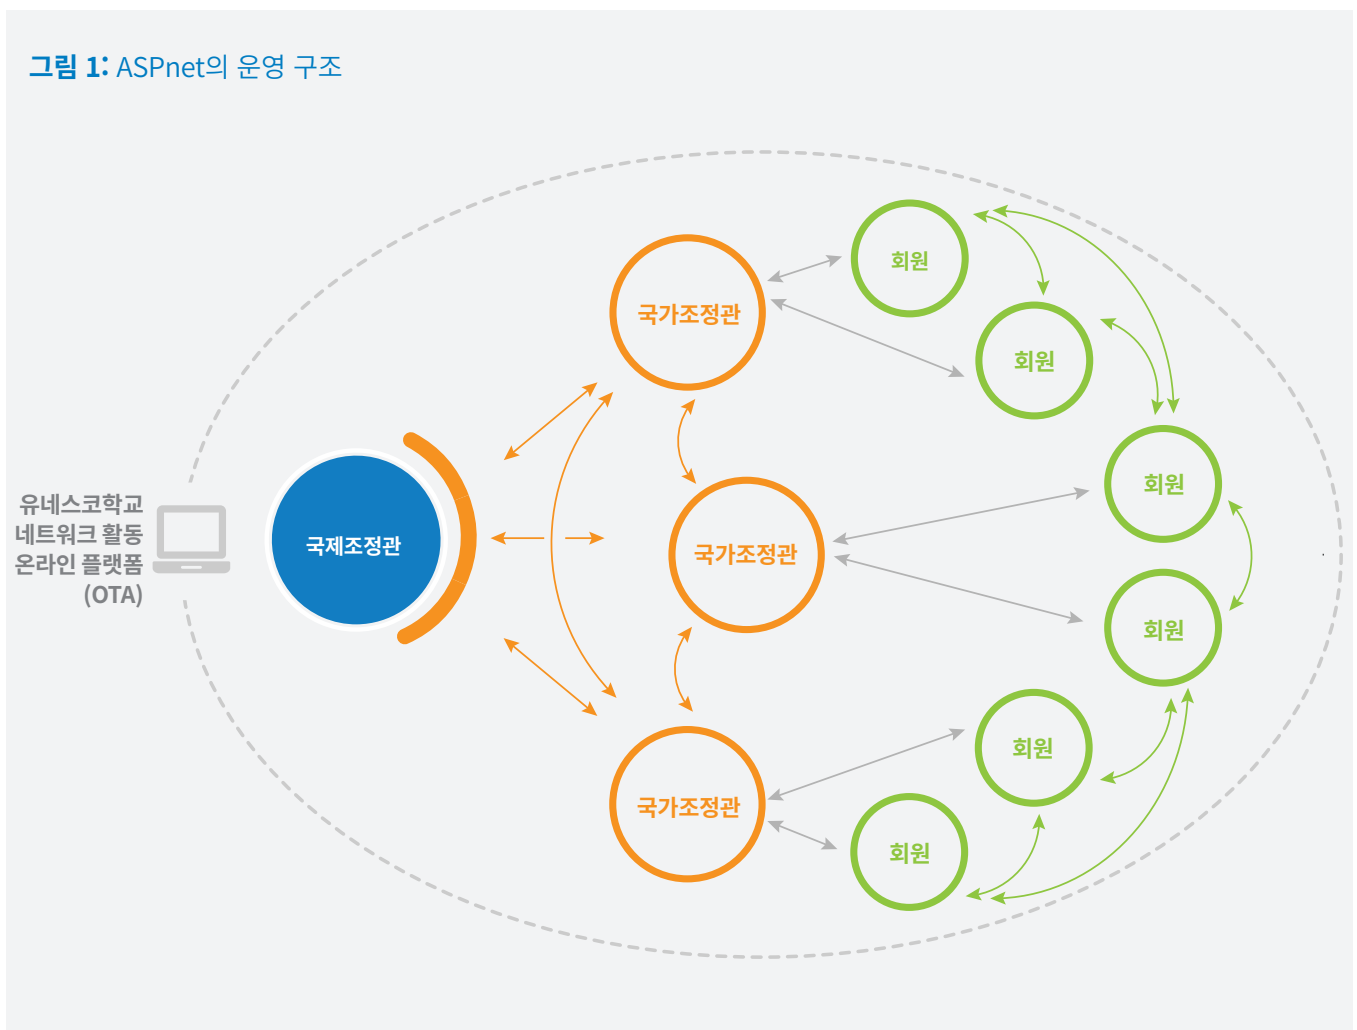 그림 1: ASPnet의 운영 구조
유네스코학교
네트워크 활동
온라인 플랫폼
(OTA)
국제조정관
국가조정관
국가조정관
국가조정관
회원
회원
회원
회원
회원
회원